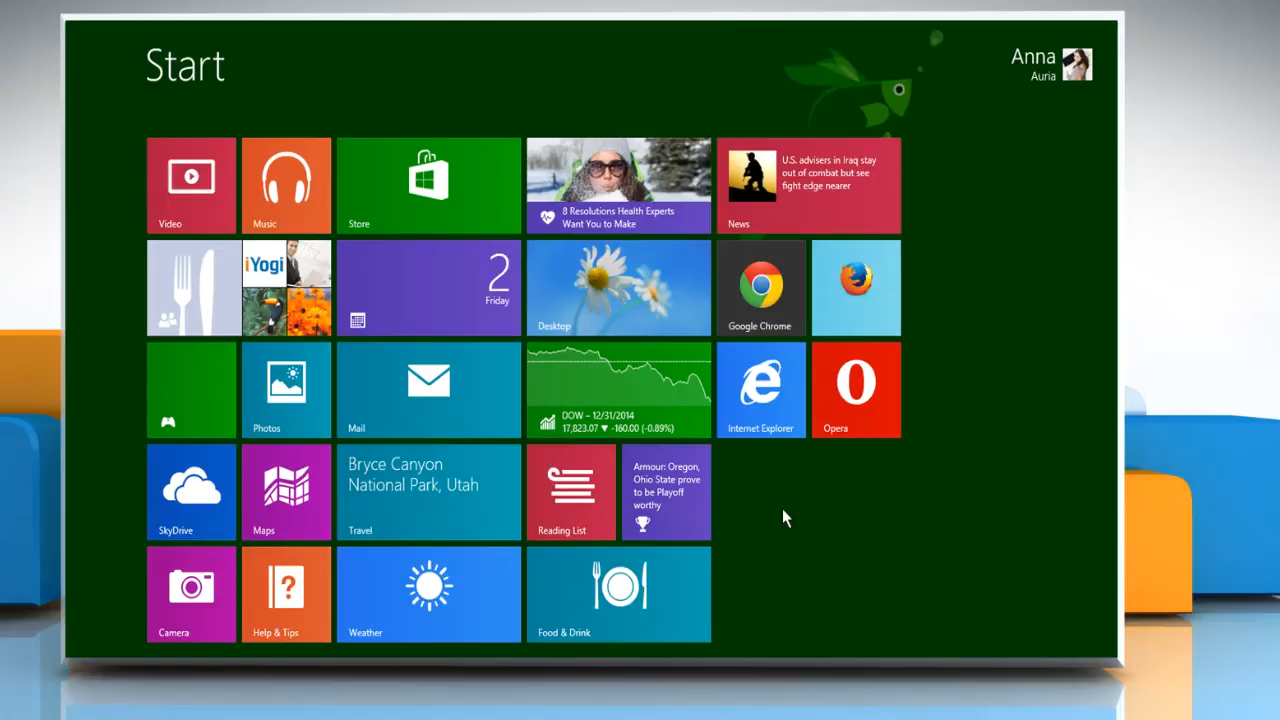 Start
Anna
Auria
Video
Music
Store
8 Resolutions Health Experts
Want You to Make
U.S. advisers in Iraq stay
out of combat but see
fight edge nearer
News
iYogi
2
Friday
Desktop
Google Chrome
Photos
Mail
DOW – 12/31/2014
17,823.07 ▼ -160.00 (-0.89%)
Internet Explorer
Opera
SkyDrive
Maps
Bryce Canyon
National Park, Utah
Travel
Reading List
Armour: Oregon,
Ohio State prove
to be Playoff
worthy
Camera
Help & Tips
Weather
Food & Drink